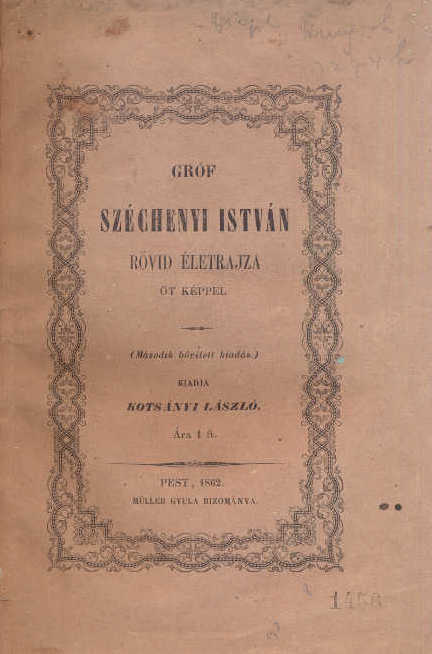 GRÓF
SZÉCHENYI ISTVÁN
RÖVID ÉLETRAJZA
ÖT KÉPPEL
(Második bővített kiadás.)
KIADJA
KOTSÁNYI LÁSZLÓ.
Ára 1 ft.
PEST, 1862.
MÜLLER GYULA BIZOMÁNYA.